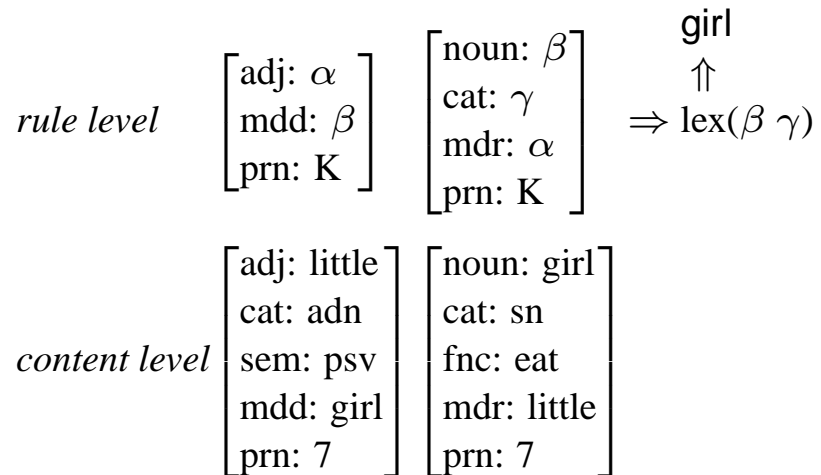 girl
⇑
rule level [adj: α mdd: β prn: K] [noun: β cat: γ mdr: α prn: K] ⇒ lex(β γ)
content level [adj: little cat: adn sem: psv mdd: girl prn: 7] [noun: girl cat: sn fnc: eat mdr: little prn: 7]